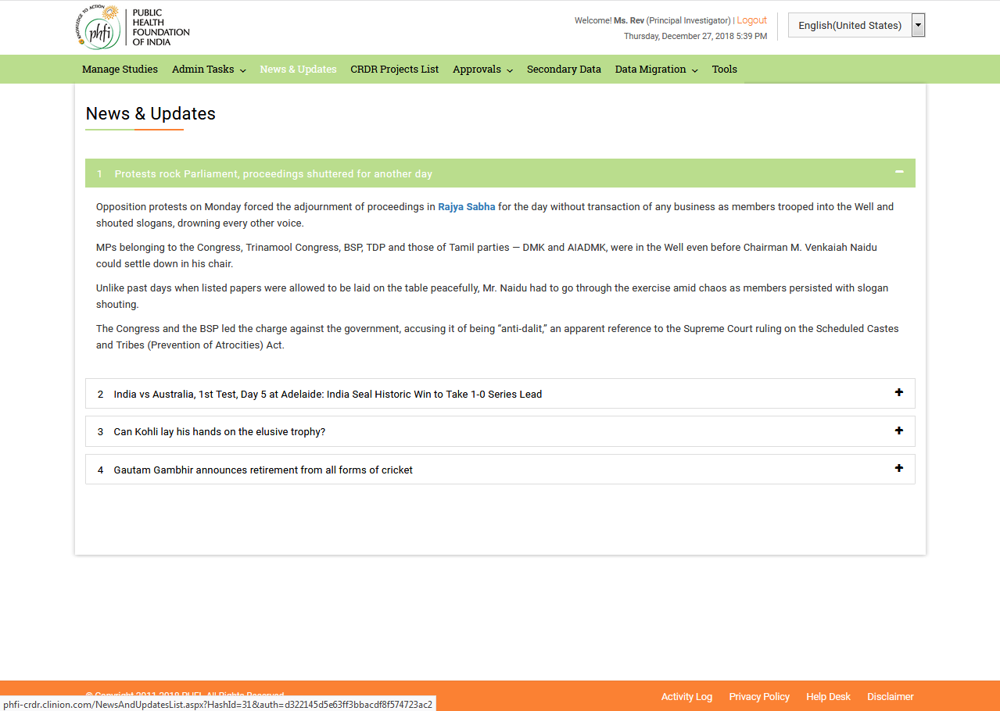 KNOWLEDGE TO ACTION
phfi
PUBLIC
HEALTH
FOUNDATION
OF INDIA
Welcome! Ms. Rev (Principal Investigator) | Logout
Thursday, December 27, 2018 5:39 PM
English(United States)
Manage Studies Admin Tasks News & Updates CRDR Projects List Approvals Secondary Data Data Migration Tools
News & Updates
1 Protests rock Parliament, proceedings shuttered for another day
Opposition protests on Monday forced the adjournment of proceedings in Rajya Sabha for the day without transaction of any business as members trooped into the Well and
shouted slogans, drowning every other voice.
MPs belonging to the Congress, Trinamool Congress, BSP, TDP and those of Tamil parties — DMK and AIADMK, were in the Well even before Chairman M. Venkaiah Naidu
could settle down in his chair.
Unlike past days when listed papers were allowed to be laid on the table peacefully, Mr. Naidu had to go through the exercise amid chaos as members persisted with slogan
shouting.
The Congress and the BSP led the charge against the government, accusing it of being “anti-dalit,” an apparent reference to the Supreme Court ruling on the Scheduled Castes
and Tribes (Prevention of Atrocities) Act.
2 India vs Australia, 1st Test, Day 5 at Adelaide: India Seal Historic Win to Take 1-0 Series Lead
3 Can Kohli lay his hands on the elusive trophy?
4 Gautam Gambhir announces retirement from all forms of cricket
© Copyright 2011-2018 PHFI. All Rights Reserved
Activity Log Privacy Policy Help Desk Disclaimer
phfi-crdr.clinion.com/NewsAndUpdatesList.aspx?HashId=31&auth=d322145d5e63ff3bbacdf8f574723ac2